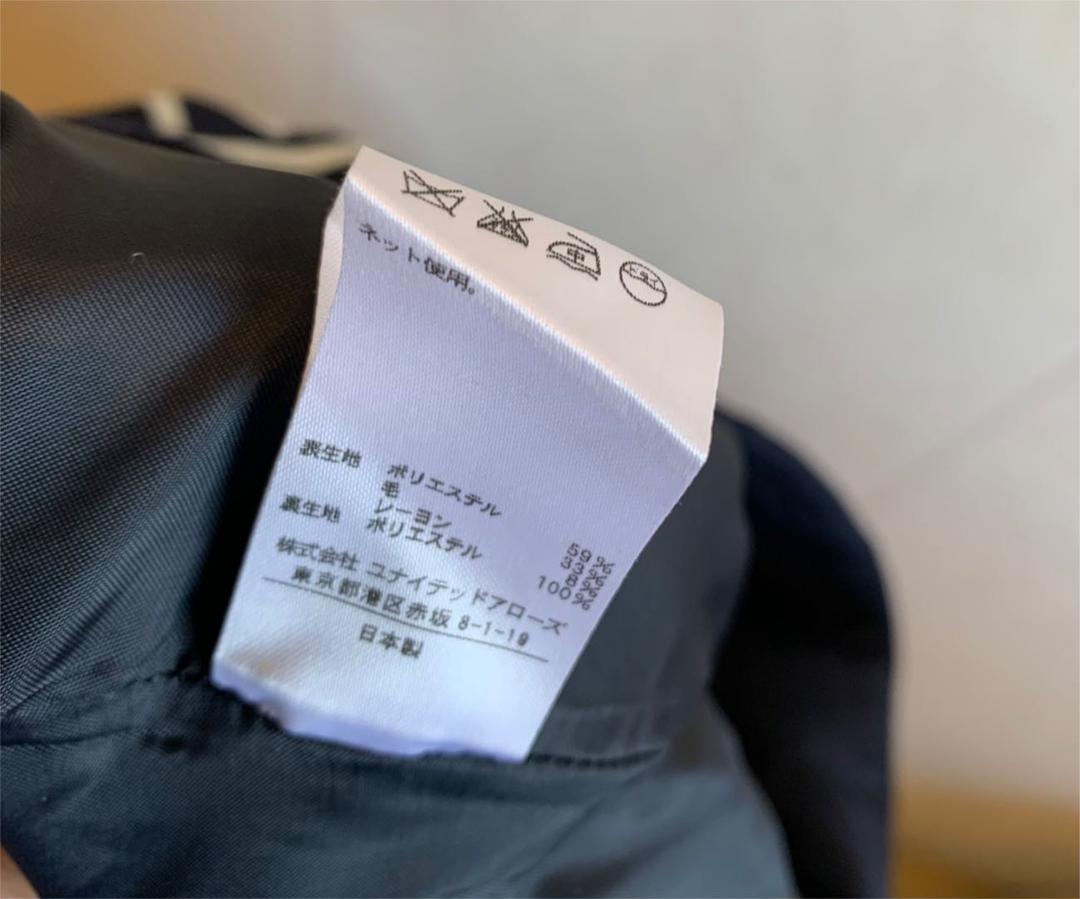 ネット使用。
表生地 ポリエステル 59%
毛 33%
レーヨン 8%
裏生地 ポリエステル 100%
株式会社 ユナイテッドアローズ
東京都港区赤坂 8-1-19
日本製